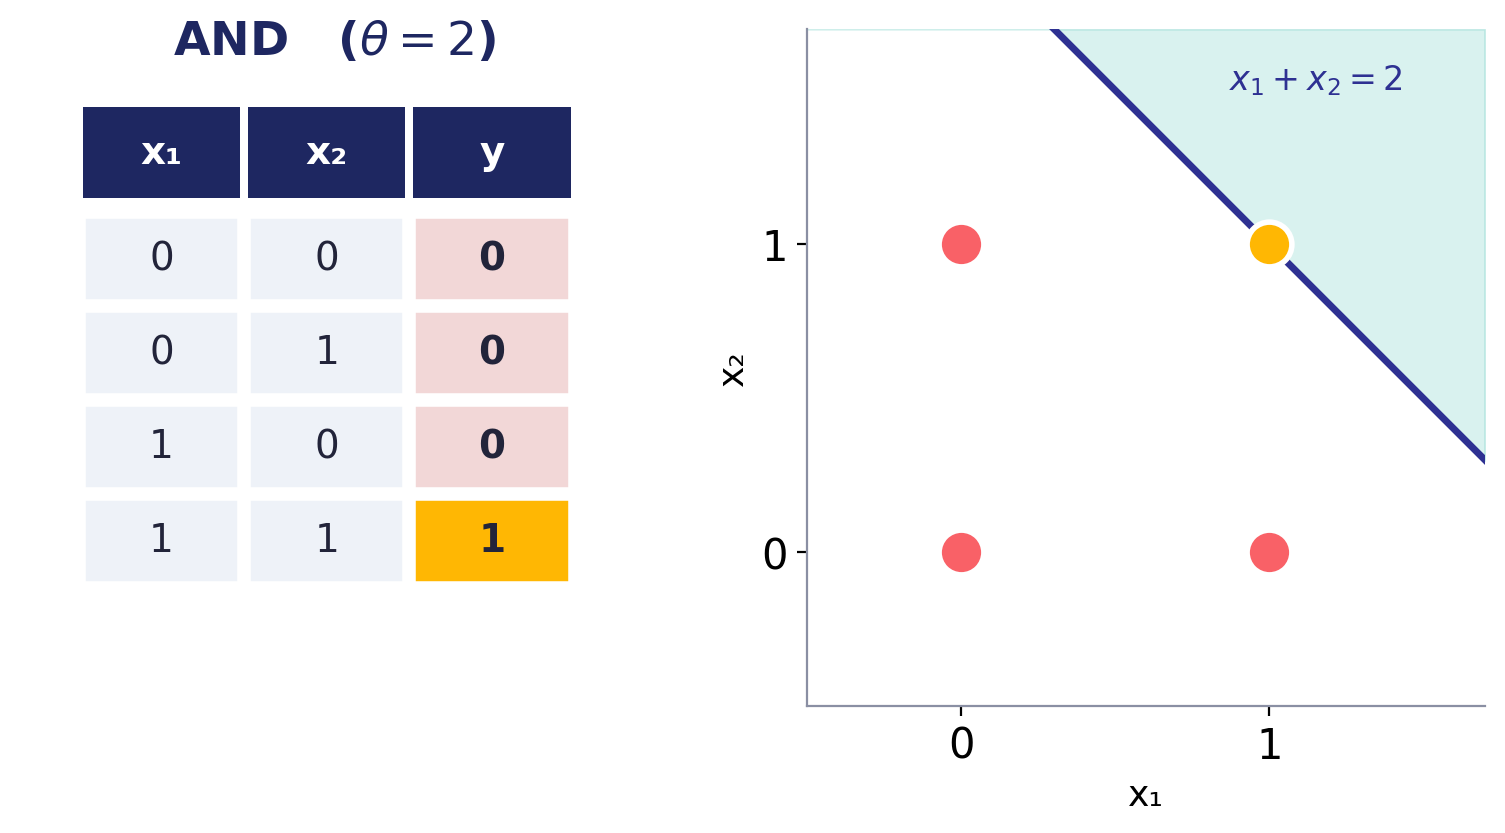 AND (θ = 2)
x₁ x₂ y
0 0 0
0 1 0
1 0 0
1 1 1
x₁ + x₂ = 2
1
x₂
0
0 1
x₁